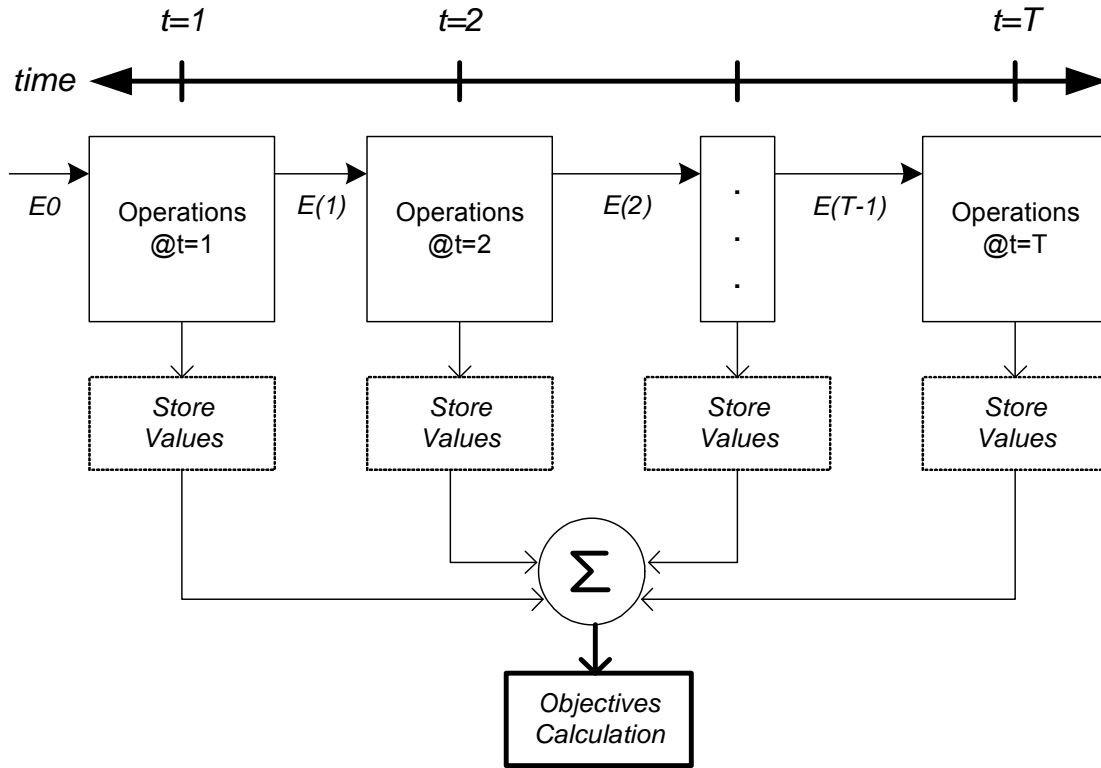 t=1
t=2
t=T
time
E0
Operations
@t=1
E(1)
Operations
@t=2
E(2)
.
.
.
E(T-1)
Operations
@t=T
Store
Values
Store
Values
Store
Values
Store
Values
Σ
Objectives
Calculation